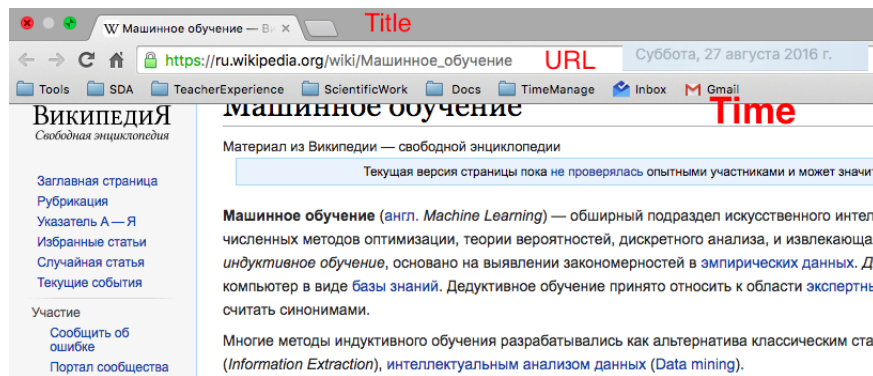 Машинное обучение — Ви
Title
https://ru.wikipedia.org/wiki/Машинное_обучение
URL
Суббота, 27 августа 2016 г.
Tools SDA TeacherExperience ScientificWork Docs TimeManage Inbox Gmail
Time
ВикипедиЯ
Свободная энциклопедия
Машинное обучение
Материал из Википедии — свободной энциклопедии
Текущая версия страницы пока не проверялась опытными участниками и может значит
Заглавная страница
Рубрикация
Указатель А — Я
Избранные статьи
Случайная статья
Текущие события
Участие
Сообщить об
ошибке
Портал сообщества
Машинное обучение (англ. Machine Learning) — обширный подраздел искусственного интел
численных методов оптимизации, теории вероятностей, дискретного анализа, и извлекающа
индуктивное обучение, основано на выявлении закономерностей в эмпирических данных. Д
компьютер в виде базы знаний. Дедуктивное обучение принято относить к области экспертнь
считать синонимами.
Многие методы индуктивного обучения разрабатывались как альтернатива классическим ста
(Information Extraction), интеллектуальным анализом данных (Data mining).